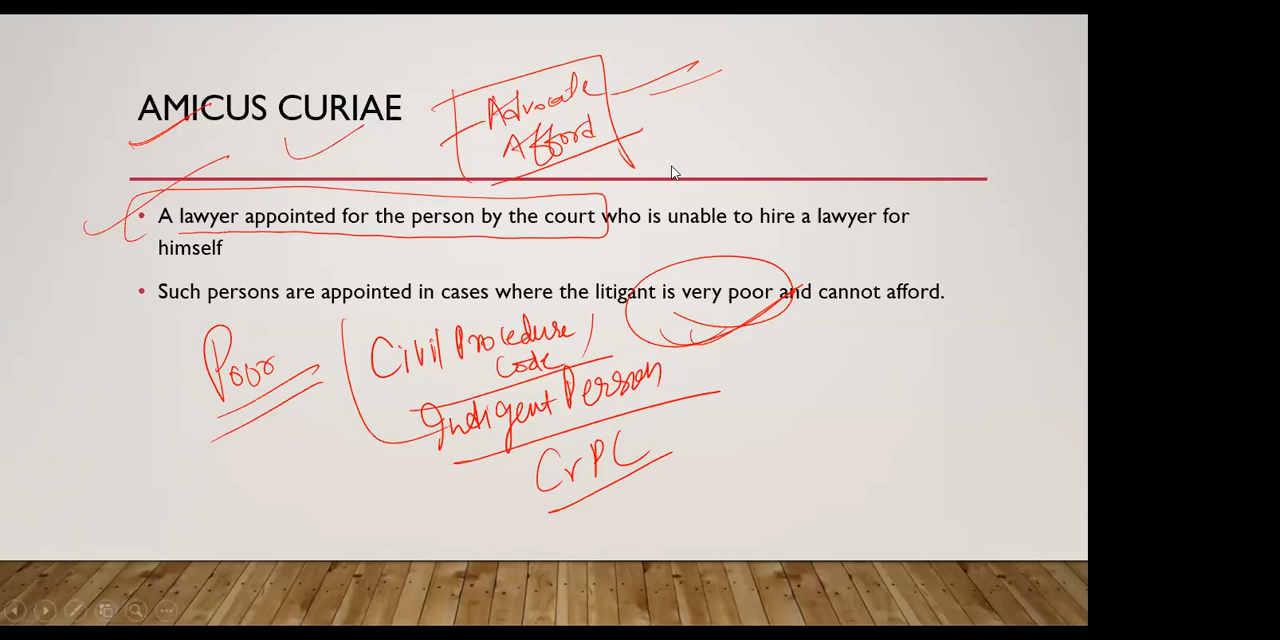 AMICUS CURIAE
Advocate
Afford
• A lawyer appointed for the person by the court who is unable to hire a lawyer for
himself
• Such persons are appointed in cases where the litigant is very poor and cannot afford.
Poor
Civil Procedure
Code
Indigent Person
CrPC